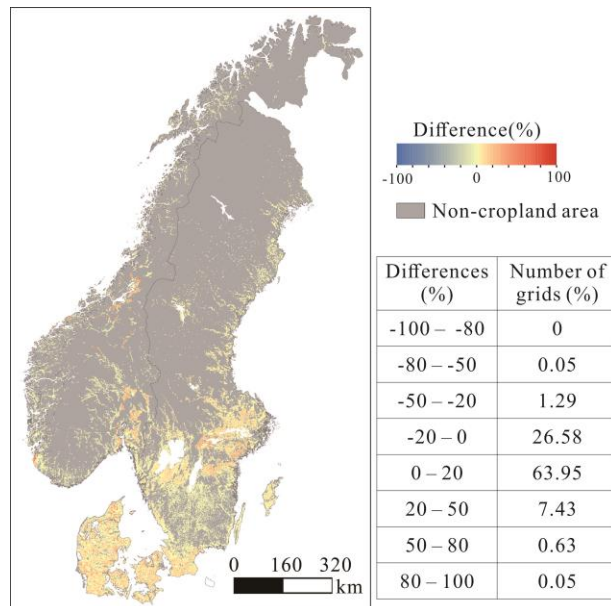 Difference(%)
-100 0 100
Non-cropland area
Differences (%) Number of grids (%)
-100 – -80 0
-80 – -50 0.05
-50 – -20 1.29
-20 – 0 26.58
0 – 20 63.95
20 – 50 7.43
50 – 80 0.63
80 – 100 0.05
0 160 320
km